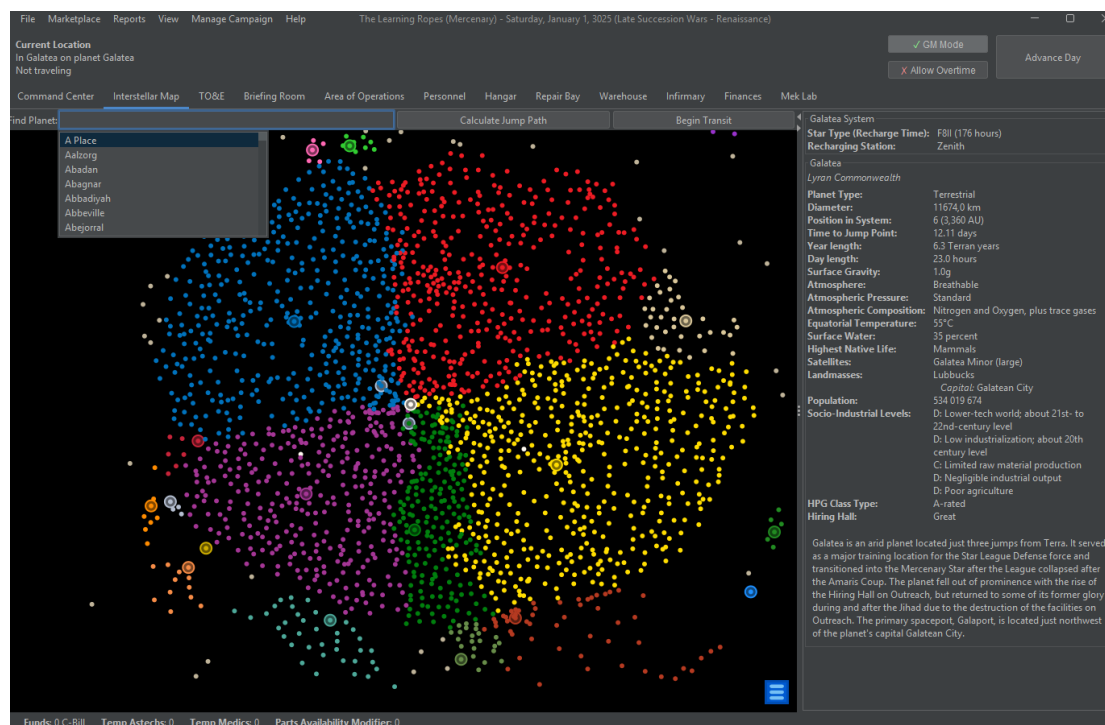 File Marketplace Reports View Manage Campaign Help
The Learning Ropes (Mercenary) - Saturday, January 1, 3025 (Late Succession Wars - Renaissance)
Current Location
In Galatea on planet Galatea
Not traveling
✓ GM Mode
✗ Allow Overtime
Advance Day
Command Center Interstellar Map TO&E Briefing Room Area of Operations Personnel Hangar Repair Bay Warehouse Infirmary Finances Mek Lab
Find Planet:
Calculate Jump Path
Begin Transit
A Place
Aalzorg
Abadan
Abagnar
Abbadiyah
Abbeville
Abejorral
Galatea System
Star Type (Recharge Time): F8II (176 hours)
Recharging Station: Zenith
Galatea
Lyran Commonwealth
Planet Type: Terrestrial
Diameter: 11674,0 km
Position in System: 6 (3,360 AU)
Time to Jump Point: 12.11 days
Year length: 6.3 Terran years
Day length: 23.0 hours
Surface Gravity: 1.0g
Atmosphere: Breathable
Atmospheric Pressure: Standard
Atmospheric Composition: Nitrogen and Oxygen, plus trace gases
Equatorial Temperature: 55°C
Surface Water: 35 percent
Highest Native Life: Mammals
Satellites: Galatea Minor (large)
Landmasses: Lubbucks
Capital: Galatean City
Population: 534 019 674
Socio-Industrial Levels: D: Lower-tech world; about 21st- to
22nd-century level
D: Low industrialization; about 20th
century level
C: Limited raw material production
D: Negligible industrial output
D: Poor agriculture
HPG Class Type: A-rated
Hiring Hall: Great
Galatea is an arid planet located just three jumps from Terra. It served
as a major training location for the Star League Defense force and
transitioned into the Mercenary Star after the League collapsed after
the Amaris Coup. The planet fell out of prominence with the rise of
the Hiring Hall on Outreach, but returned to some of its former glory
during and after the Jihad due to the destruction of the facilities on
Outreach. The primary spaceport, Galaport, is located just northwest
of the planet's capital Galatean City.
Funds: 0 C-Bill Temp Astechs: 0 Temp Medics: 0 Parts Availability Modifier: 0